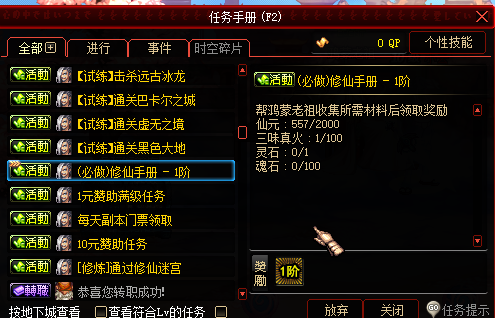 任务手册(F2)
全部 进行 事件 时空碎片
0 QP 个性技能
活動 【试练】击杀远古冰龙
活動 【试练】通关巴卡尔之城
活動 【试练】通关虚无之境
活動 【试练】通关黑色大地
活動 (必做)修仙手册 - 1阶
活動 1元赞助满级任务
活動 每天副本门票领取
活動 10元赞助任务
活動 [修炼]通过修仙迷宫
轉職 恭喜您转职成功!
按地下城查看 查看符合Lv的任务
活動 (必做)修仙手册 - 1阶
帮鸿蒙老祖收集所需材料后领取奖励
仙元：557/2000
三味真火：1/100
灵石：0/1
魂石：0/100
奬勵 1阶
放弃 关闭 GO 任务提示